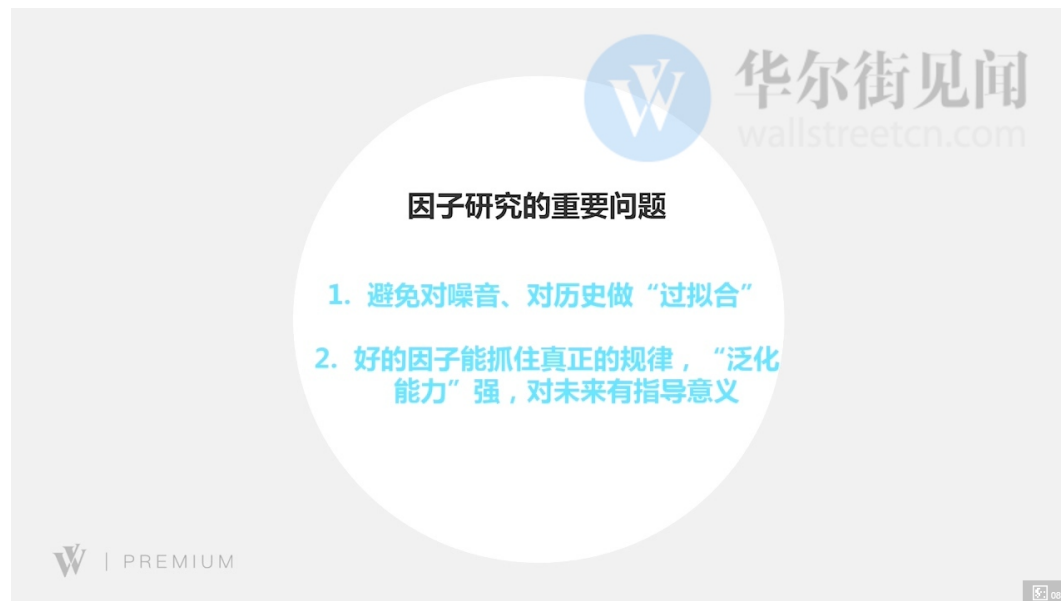 华尔街见闻
wallstreetcn.com
因子研究的重要问题
1. 避免对噪音、对历史做“过拟合”
2. 好的因子能抓住真正的规律，“泛化
能力”强，对未来有指导意义
W | PREMIUM